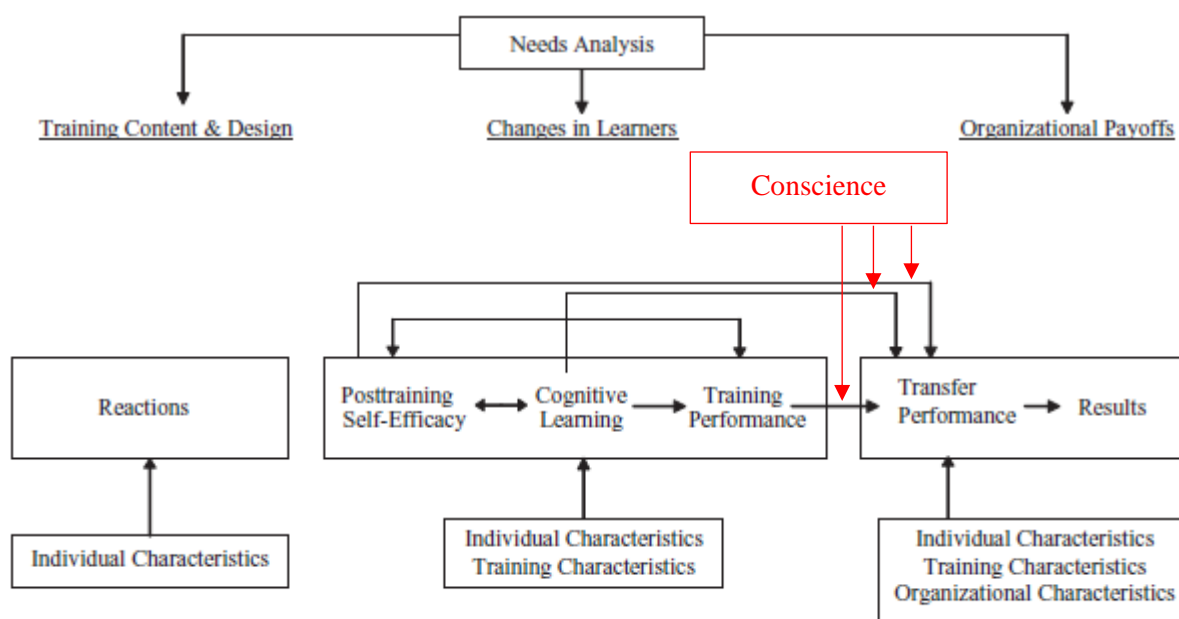 Needs Analysis
Training Content & Design
Changes in Learners
Organizational Payoffs
Conscience
Reactions
Posttraining
Self-Efficacy
Cognitive
Learning
Training
Performance
Transfer
Performance
Results
Individual Characteristics
Individual Characteristics
Training Characteristics
Individual Characteristics
Training Characteristics
Organizational Characteristics